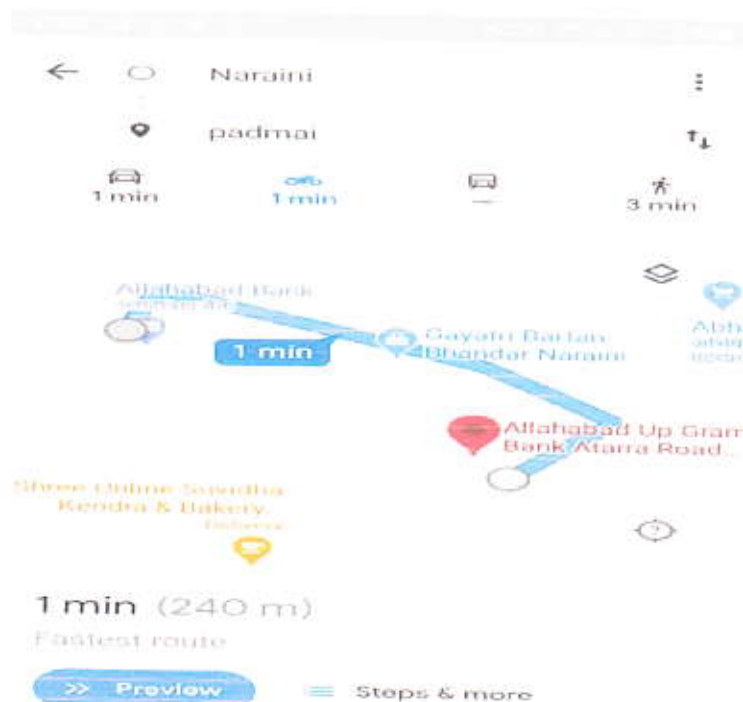 Naraini
padmai
1 min
1 min
3 min
Allahabad Bank
1 min
Gayatri Bartan
Bhandar Naraini
Abh
Allahabad Up Gram
Bank Atarra Road...
Shree Online Suvidha
Kendra & Bakery
1 min (240 m)
Fastest route
Preview
Steps & more